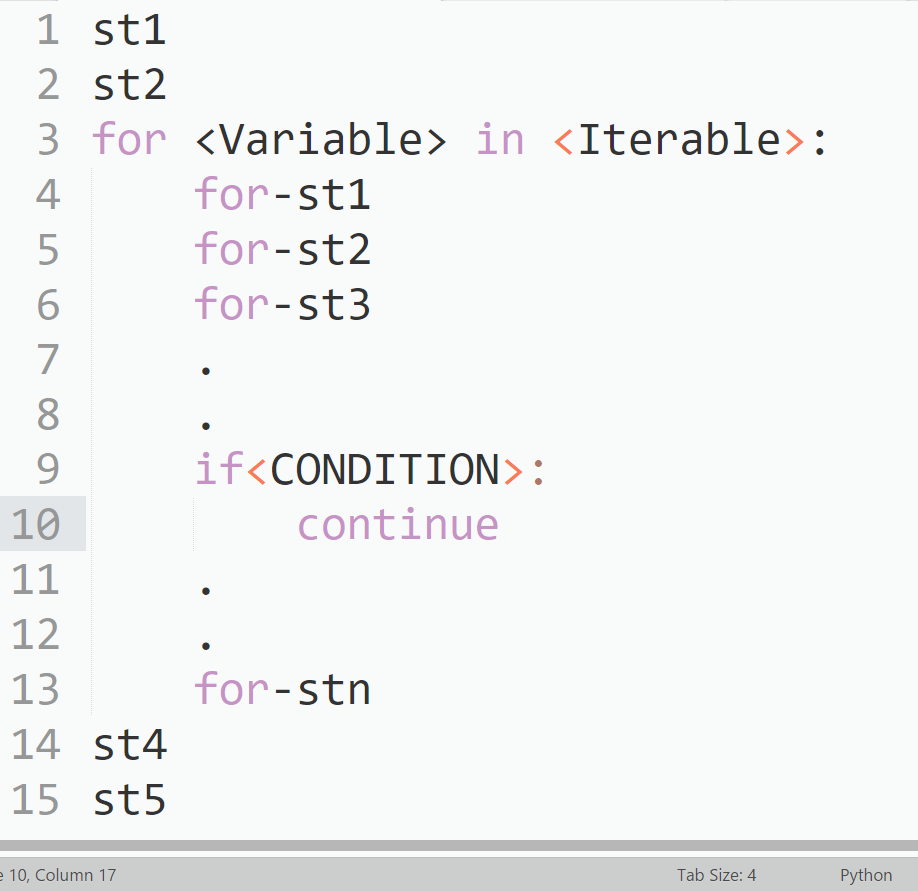 1 st1
2 st2
3 for <Variable> in <Iterable>:
4 for-st1
5 for-st2
6 for-st3
7 .
8 .
9 if<CONDITION>:
10 continue
11 .
12 .
13 for-stn
14 st4
15 st5
e 10, Column 17 Tab Size: 4 Python